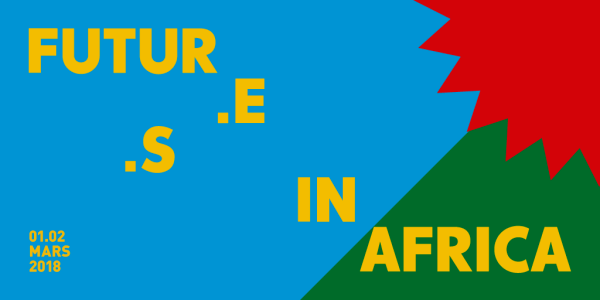 FUTUR
.E
.S
IN
AFRICA
01.02
MARS
2018